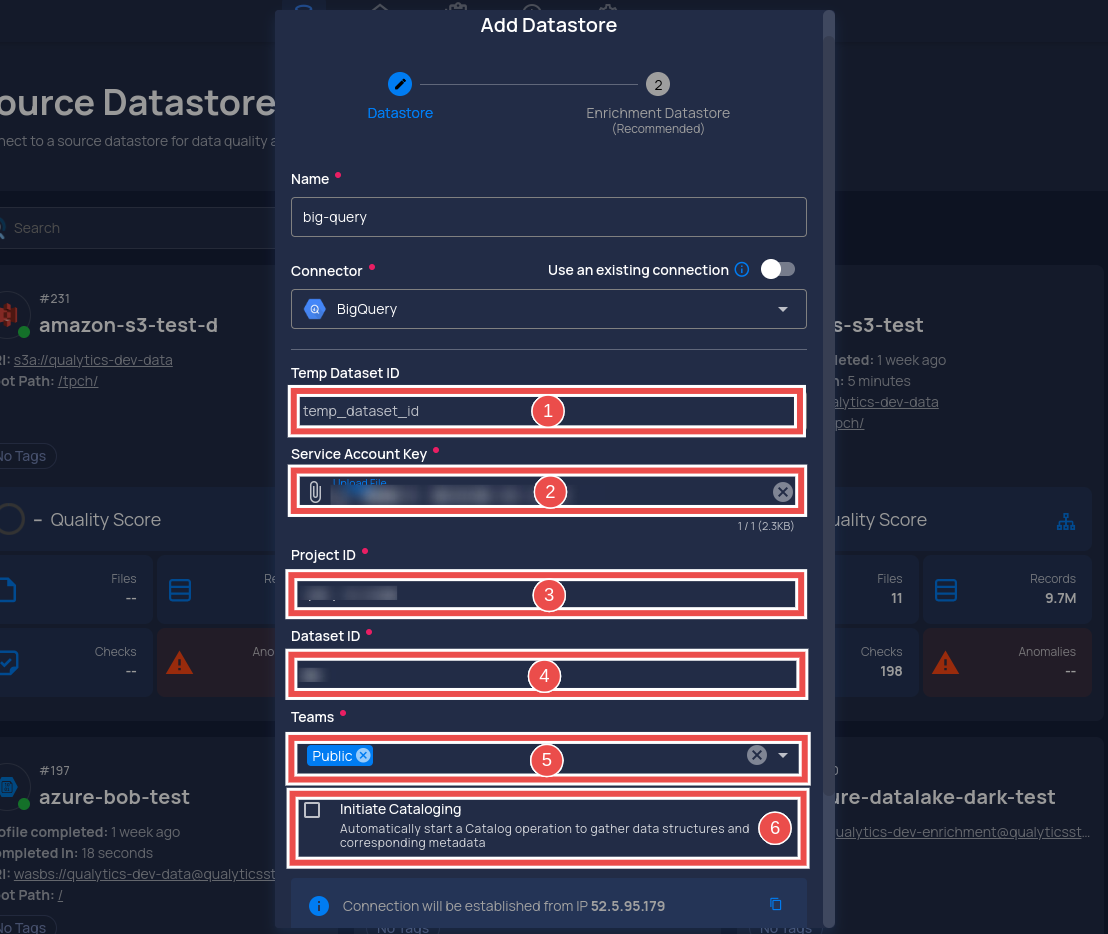 Add Datastore
2
Datastore
Enrichment Datastore
(Recommended)
ource Datastore
nect to a source datastore for data quality a
Search
Name
big-query
Connector
Use an existing connection
BigQuery
Temp Dataset ID
temp_dataset_id
1
Service Account Key
Upload File
2
1 / 1 (2.3KB)
Project ID
3
Dataset ID
4
Teams
Public
5
Initiate Cataloging
Automatically start a Catalog operation to gather data structures and
corresponding metadata
6
Connection will be established from IP 52.5.95.179
#231
amazon-s3-test-d
RI: s3a://qualytics-dev-data
ot Path: /tpch/
No Tags
– Quality Score
Files
--
Re
Checks
--
Ano
#197
azure-bob-test
ofile completed: 1 week ago
mpleted In: 18 seconds
RI: wasbs://qualytics-dev-data@qualyticsst
ot Path: /
No Tags
s-s3-test
leted: 1 week ago
n: 5 minutes
alytics-dev-data
pch/
uality Score
Files
11
Records
9.7M
Checks
198
Anomalies
--
ure-datalake-dark-test
ualytics-dev-enrichment@qualyticsst...
No Tags
No Tags